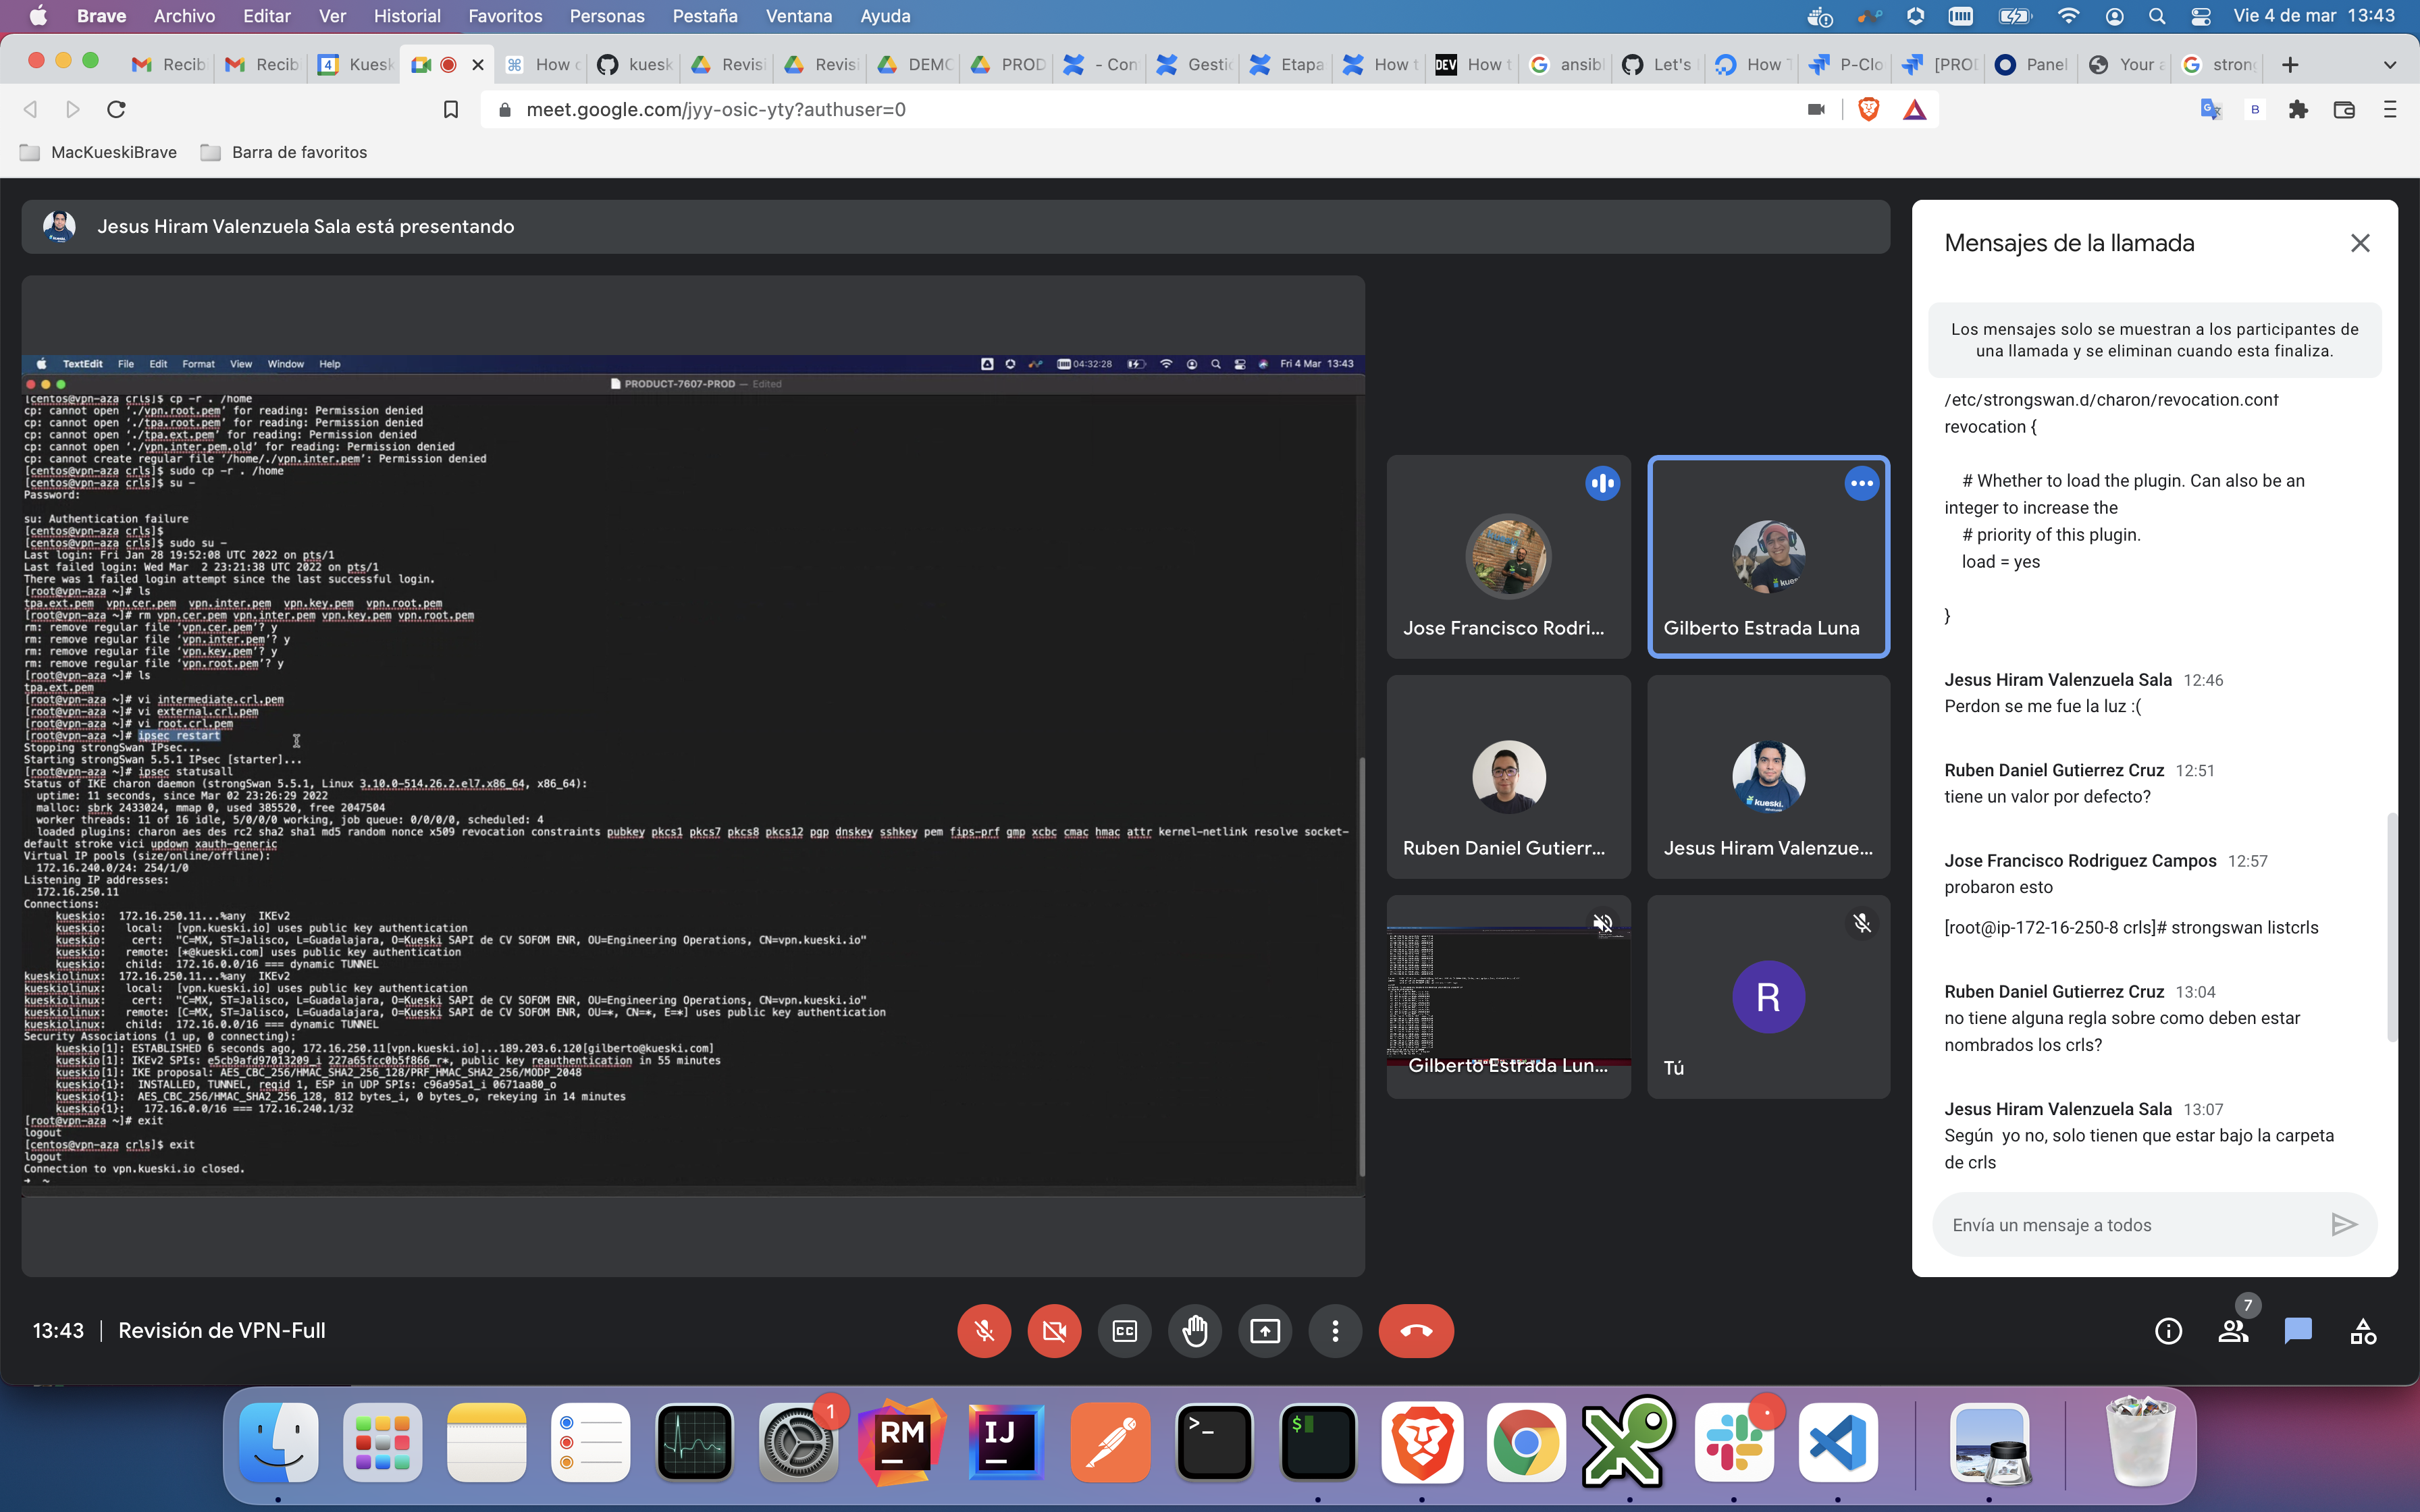 Brave Archivo Editar Ver Historial Favoritos Personas Pestaña Ventana Ayuda Vie 4 de mar 13:43
Recib Recib Kuesk How c kuesk Revisi Revisi DEMO PROD - Con Gesti Etapa How t How t ansibl Let's How T P-Clo [PROD Panel Your a strong
meet.google.com/jyy-osic-yty?authuser=0
MacKueskiBrave Barra de favoritos
Jesus Hiram Valenzuela Sala está presentando
TextEdit File Edit Format View Window Help 04:32:28 Fri 4 Mar 13:43
PRODUCT-7607-PROD — Edited
[centos@vpn-aza crls]$ cp -r . /home
cp: cannot open ‘./vpn.root.pem’ for reading: Permission denied
cp: cannot open ‘./tpa.root.pem’ for reading: Permission denied
cp: cannot open ‘./tpa.ext.pem’ for reading: Permission denied
cp: cannot open ‘./vpn.inter.pem.old’ for reading: Permission denied
cp: cannot create regular file ‘/home/./vpn.inter.pem’: Permission denied
[centos@vpn-aza crls]$ sudo cp -r . /home
[centos@vpn-aza crls]$ su -
Password:
su: Authentication failure
[centos@vpn-aza crls]$
[centos@vpn-aza crls]$ sudo su -
Last login: Fri Jan 28 19:52:08 UTC 2022 on pts/1
Last failed login: Wed Mar  2 23:21:38 UTC 2022 on pts/1
There was 1 failed login attempt since the last successful login.
[root@vpn-aza ~]# ls
tpa.ext.pem  vpn.cer.pem  vpn.inter.pem  vpn.key.pem  vpn.root.pem
[root@vpn-aza ~]# rm vpn.cer.pem vpn.inter.pem vpn.key.pem vpn.root.pem
rm: remove regular file ‘vpn.cer.pem’? y
rm: remove regular file ‘vpn.inter.pem’? y
rm: remove regular file ‘vpn.key.pem’? y
rm: remove regular file ‘vpn.root.pem’? y
[root@vpn-aza ~]# ls
tpa.ext.pem
[root@vpn-aza ~]# vi intermediate.crl.pem
[root@vpn-aza ~]# vi external.crl.pem
[root@vpn-aza ~]# vi root.crl.pem
[root@vpn-aza ~]# ipsec restart
Stopping strongSwan IPsec...
Starting strongSwan 5.5.1 IPsec [starter]...
[root@vpn-aza ~]# ipsec statusall
Status of IKE charon daemon (strongSwan 5.5.1, Linux 3.10.0-514.26.2.el7.x86_64, x86_64):
uptime: 11 seconds, since Mar 02 23:26:29 2022
malloc: sbrk 2433024, mmap 0, used 385520, free 2047504
worker threads: 11 of 16 idle, 5/0/0/0 working, job queue: 0/0/0/0, scheduled: 4
loaded plugins: charon aes des rc2 sha2 sha1 md5 random nonce x509 revocation constraints pubkey pkcs1 pkcs7 pkcs8 pkcs12 pgp dnskey sshkey pem fips-prf gmp xcbc cmac hmac attr kernel-netlink resolve socket-
default stroke vici updown xauth-generic
Virtual IP pools (size/online/offline):
172.16.240.0/24: 254/1/0
Listening IP addresses:
172.16.250.11
Connections:
kueskio:  172.16.250.11...%any  IKEv2
kueskio:   local:  [vpn.kueski.io] uses public key authentication
kueskio:    cert:  "C=MX, ST=Jalisco, L=Guadalajara, O=Kueski SAPI de CV SOFOM ENR, OU=Engineering Operations, CN=vpn.kueski.io"
kueskio:   remote: [*@kueski.com] uses public key authentication
kueskio:   child:  172.16.0.0/16 === dynamic TUNNEL
kueskiolinux:  172.16.250.11...%any  IKEv2
kueskiolinux:   local:  [vpn.kueski.io] uses public key authentication
kueskiolinux:    cert:  "C=MX, ST=Jalisco, L=Guadalajara, O=Kueski SAPI de CV SOFOM ENR, OU=Engineering Operations, CN=vpn.kueski.io"
kueskiolinux:   remote: [C=MX, ST=Jalisco, L=Guadalajara, O=Kueski SAPI de CV SOFOM ENR, OU=*, CN=*, E=*] uses public key authentication
kueskiolinux:   child:  172.16.0.0/16 === dynamic TUNNEL
Security Associations (1 up, 0 connecting):
kueskio[1]: ESTABLISHED 6 seconds ago, 172.16.250.11[vpn.kueski.io]...189.203.6.120[gilberto@kueski.com]
kueskio[1]: IKEv2 SPIs: e5cb9afd97013209_i 227a65fcc0b5f866_r*, public key reauthentication in 55 minutes
kueskio[1]: IKE proposal: AES_CBC_256/HMAC_SHA2_256_128/PRF_HMAC_SHA2_256/MODP_2048
kueskio{1}:  INSTALLED, TUNNEL, reqid 1, ESP in UDP SPIs: c96a95a1_i 0671aa80_o
kueskio{1}:  AES_CBC_256/HMAC_SHA2_256_128, 812 bytes_i, 0 bytes_o, rekeying in 14 minutes
kueskio{1}:   172.16.0.0/16 === 172.16.240.1/32
[root@vpn-aza ~]# exit
logout
[centos@vpn-aza crls]$ exit
logout
Connection to vpn.kueski.io closed.
→ ~
Jose Francisco Rodri...
Gilberto Estrada Luna
Ruben Daniel Gutierr...
Jesus Hiram Valenzue...
Gilberto Estrada Lun...
R
Tú
Mensajes de la llamada
Los mensajes solo se muestran a los participantes de
una llamada y se eliminan cuando esta finaliza.
/etc/strongswan.d/charon/revocation.conf
revocation {
# Whether to load the plugin. Can also be an
integer to increase the
# priority of this plugin.
load = yes
}
Jesus Hiram Valenzuela Sala 12:46
Perdon se me fue la luz :(
Ruben Daniel Gutierrez Cruz 12:51
tiene un valor por defecto?
Jose Francisco Rodriguez Campos 12:57
probaron esto
[root@ip-172-16-250-8 crls]# strongswan listcrls
Ruben Daniel Gutierrez Cruz 13:04
no tiene alguna regla sobre como deben estar
nombrados los crls?
Jesus Hiram Valenzuela Sala 13:07
Según  yo no, solo tienen que estar bajo la carpeta
de crls
Envía un mensaje a todos
13:43 | Revisión de VPN-Full
7
1
RM
IJ